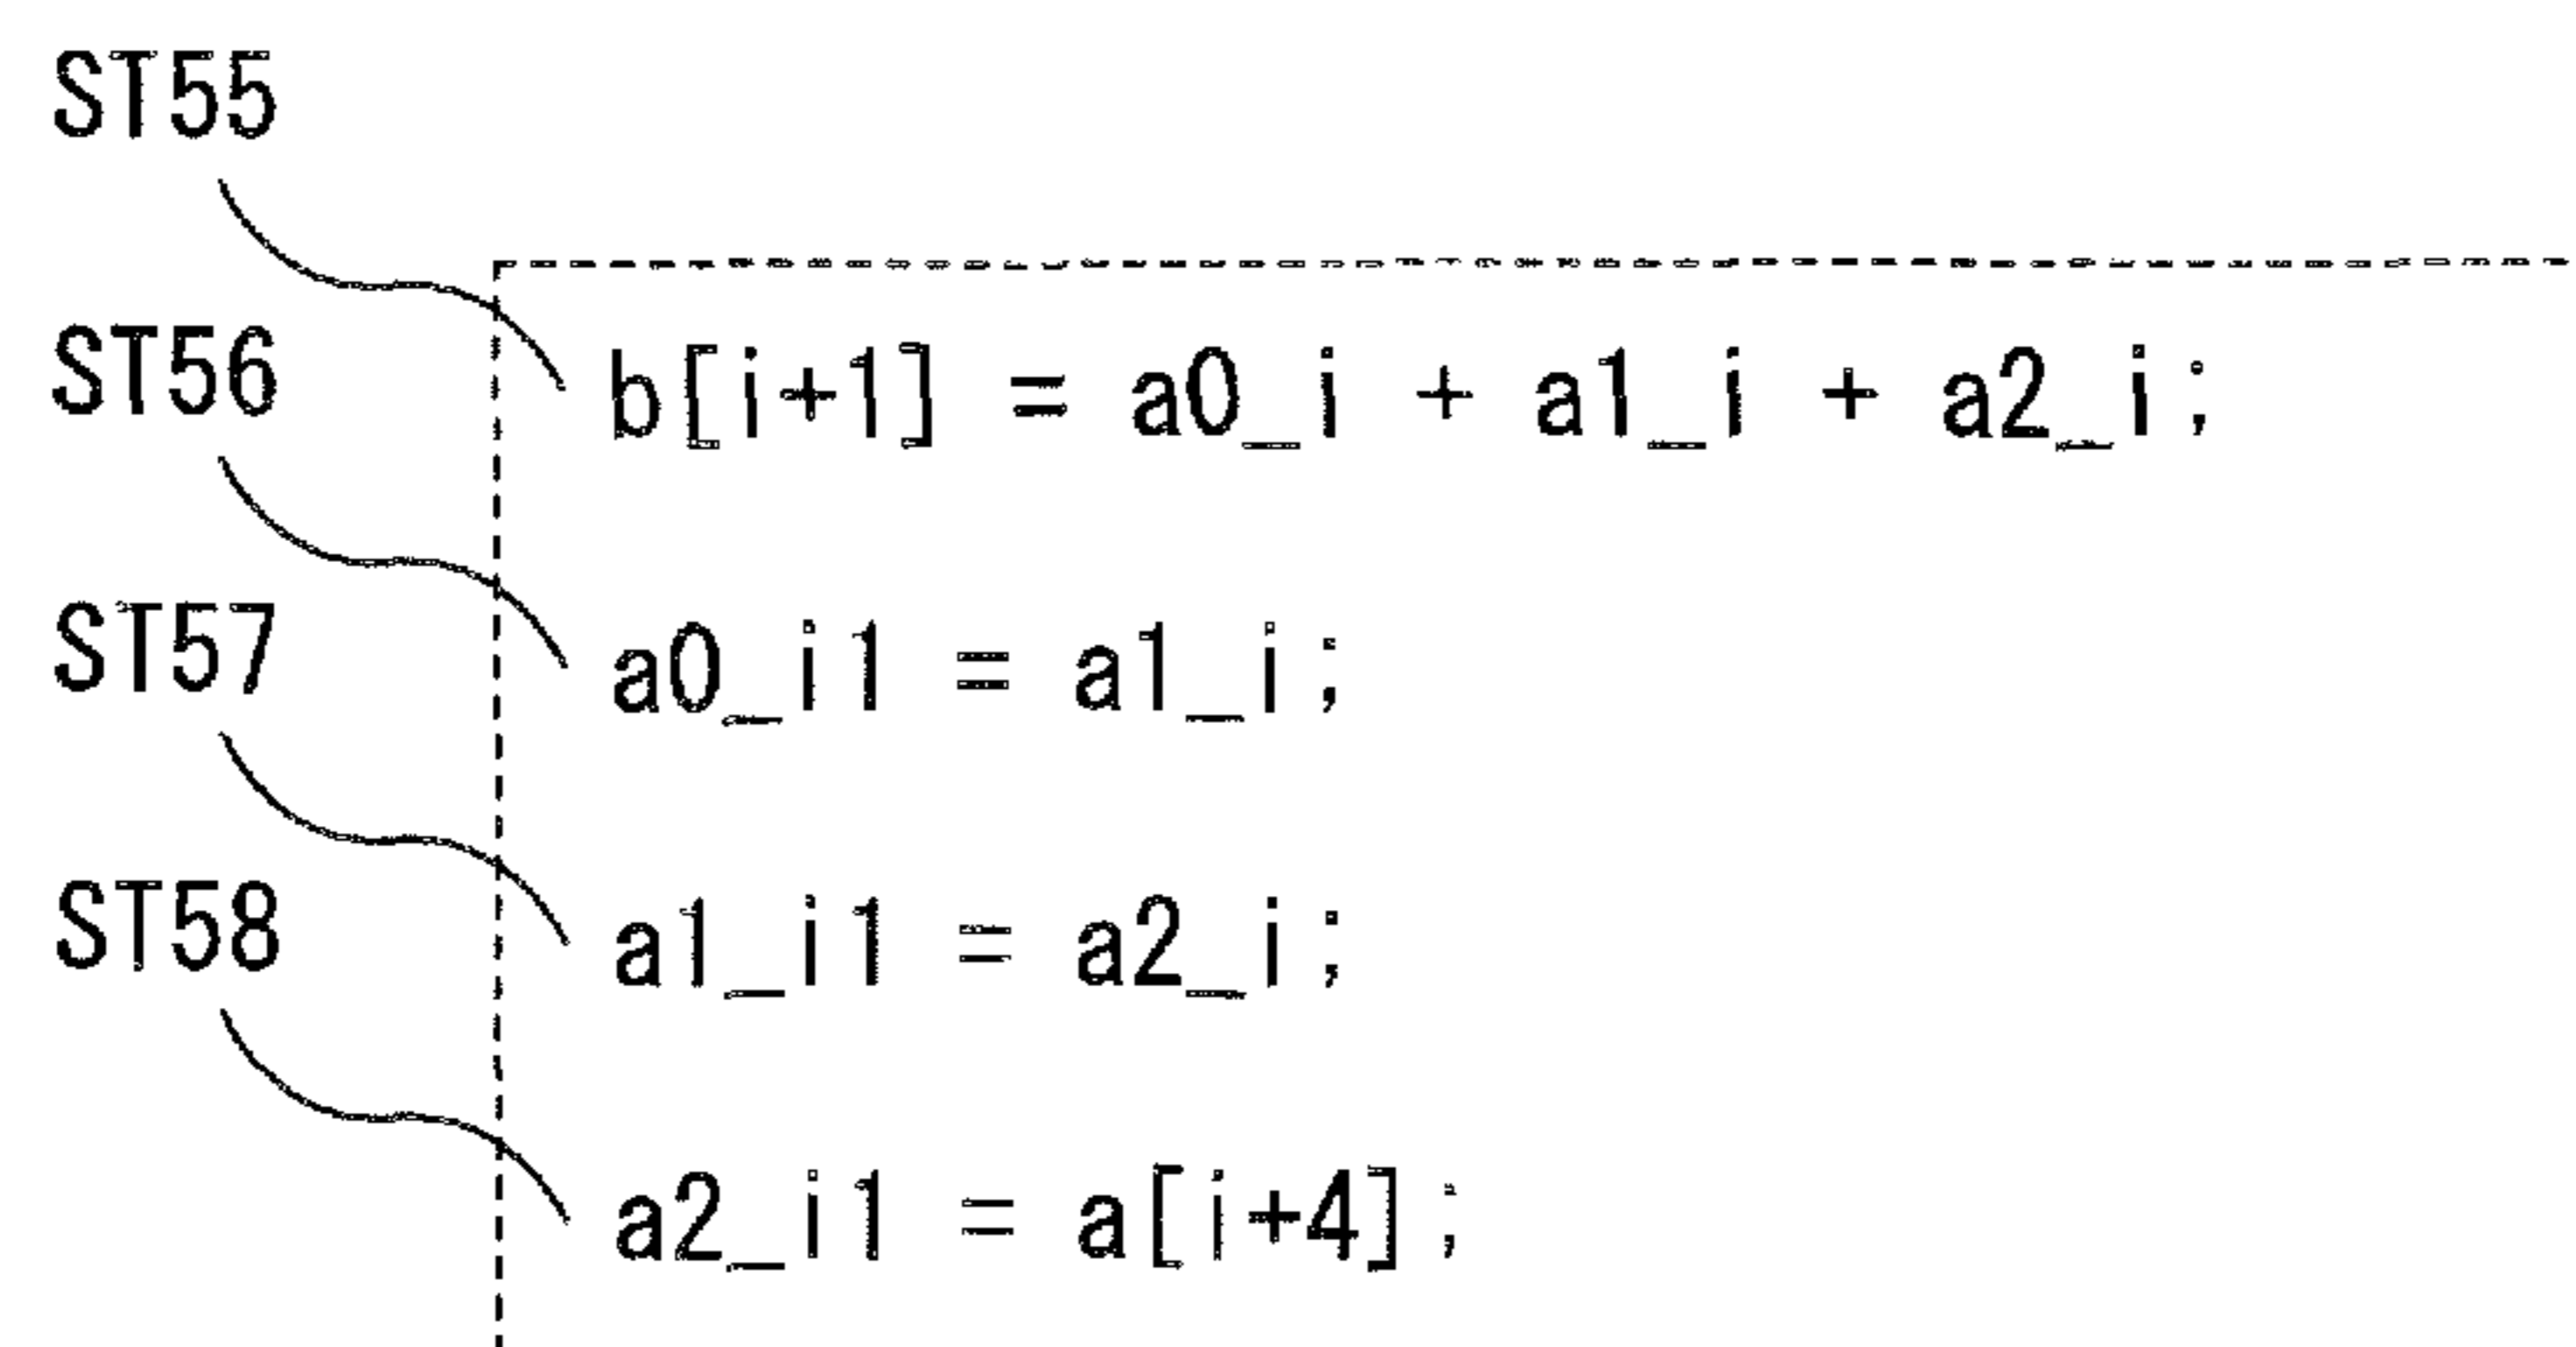 ST55
ST56
b[i+1] = a0_i + a1_i + a2_i;
ST57
a0_i1 = a1_i;
ST58
a1_i1 = a2_i;
a2_i1 = a[i+4];